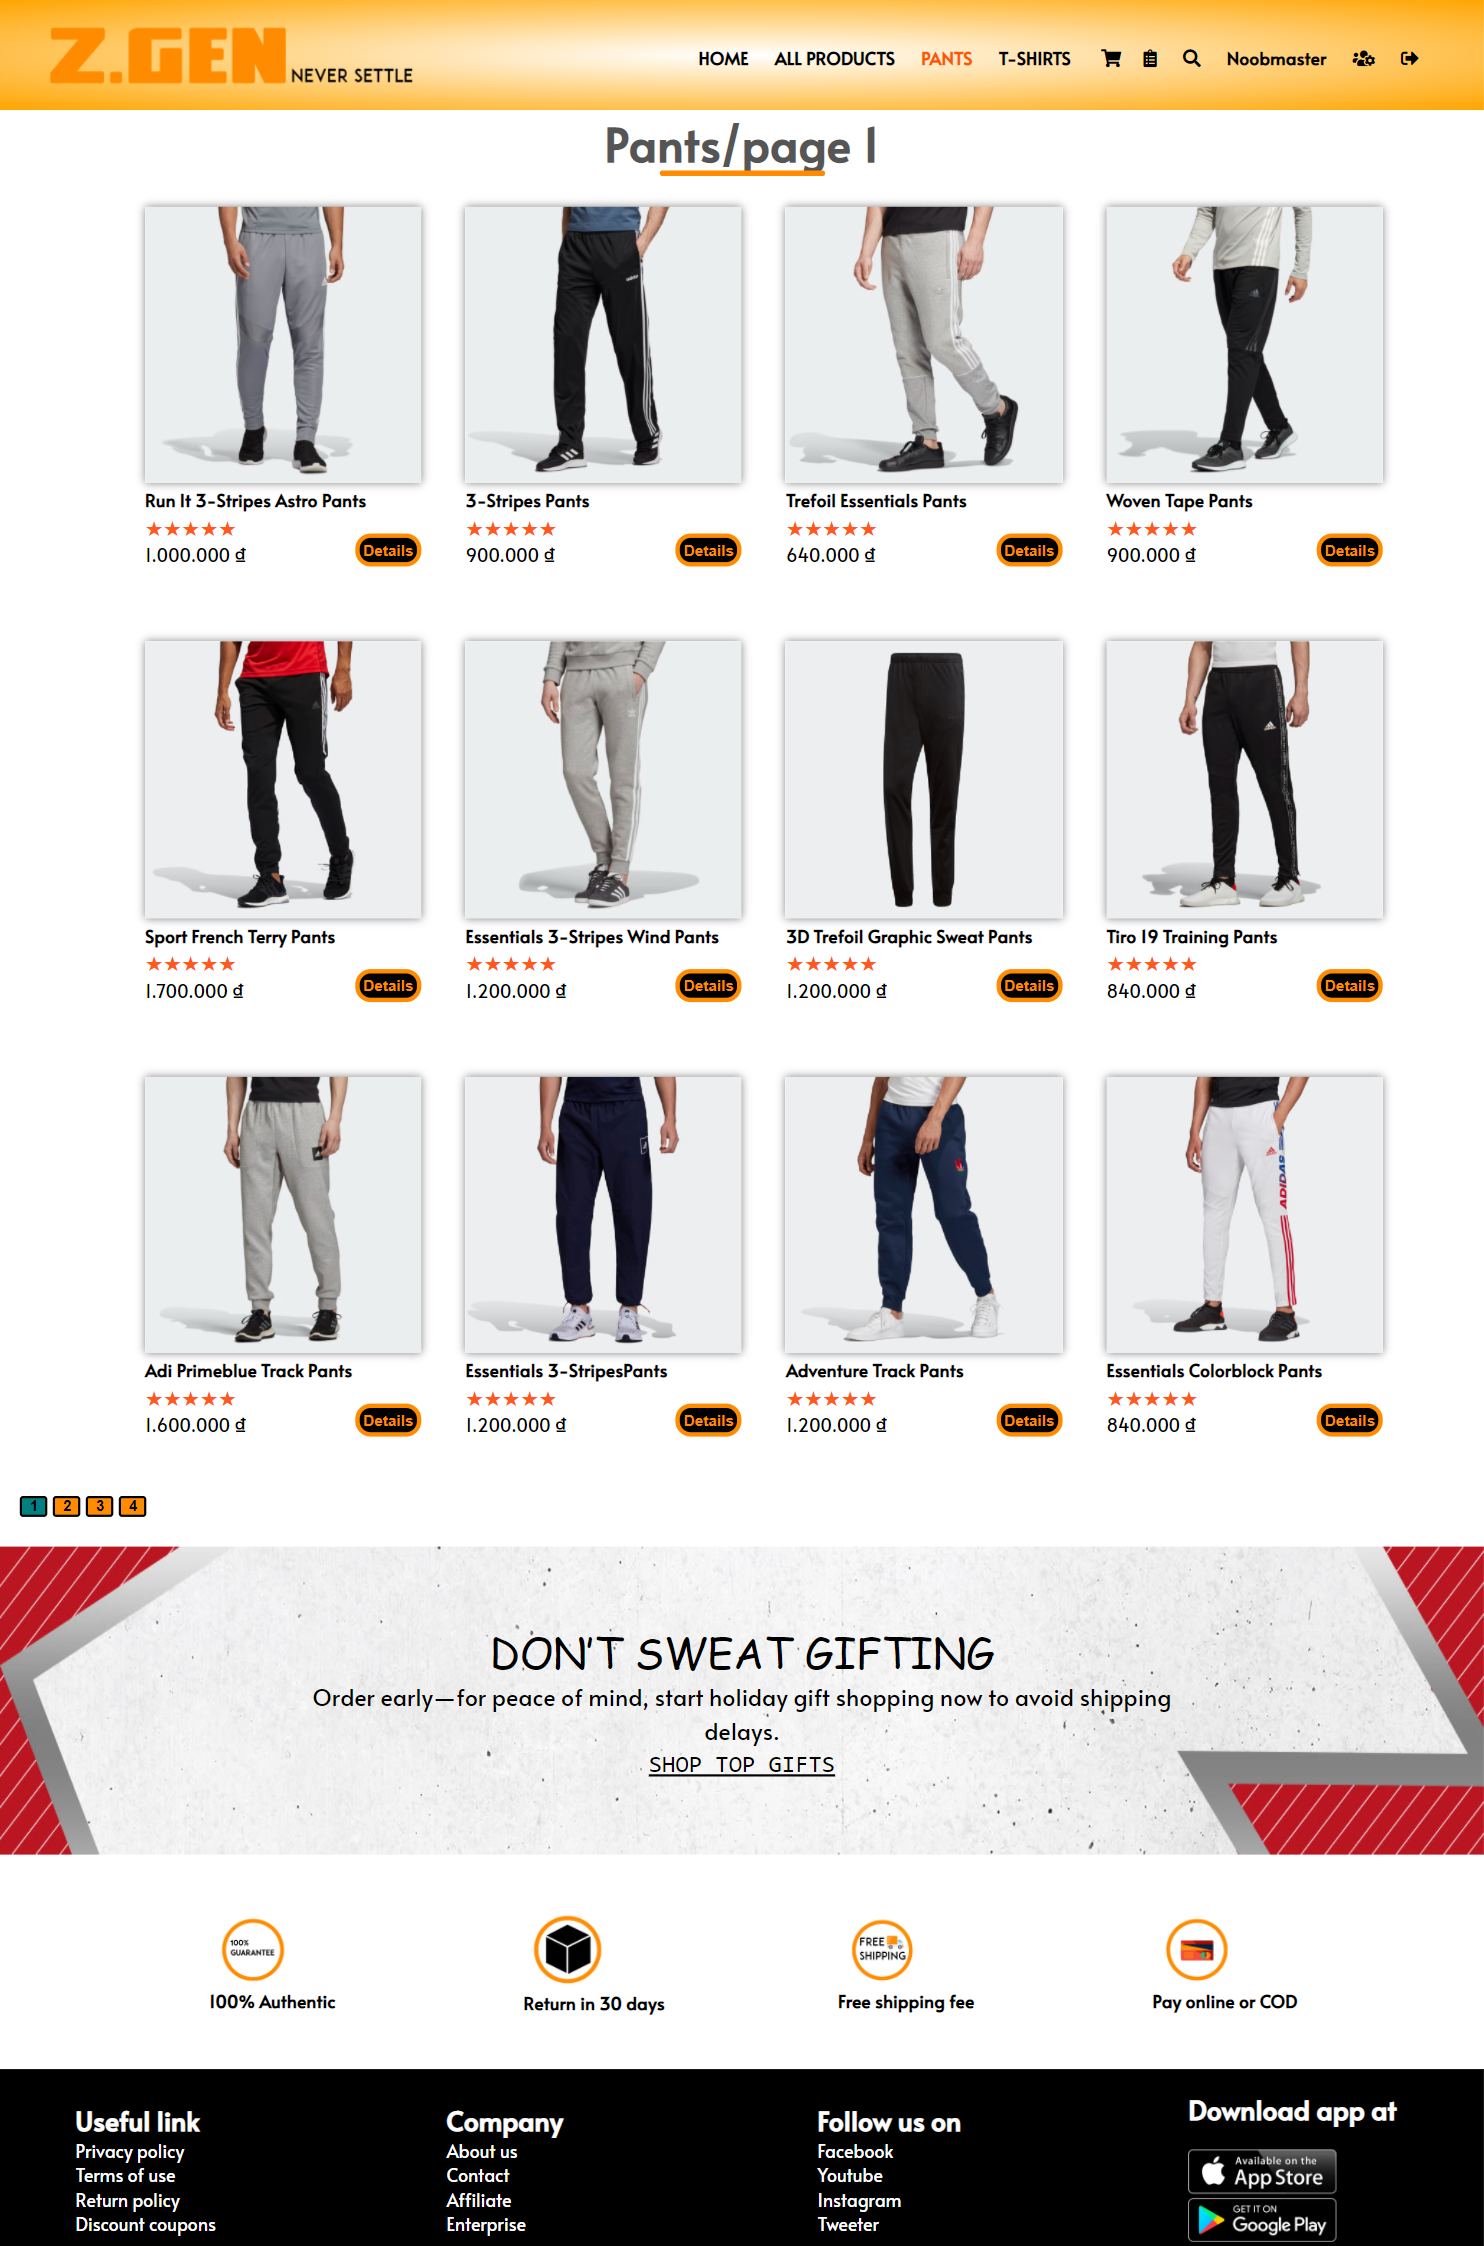 Z.GEN NEVER SETTLE
HOME ALL PRODUCTS PANTS T-SHIRTS Noobmaster
Pants/page 1
Run It 3-Stripes Astro Pants
★★★★★
1.000.000 ₫ Details
3-Stripes Pants
★★★★★
900.000 ₫ Details
Trefoil Essentials Pants
★★★★★
640.000 ₫ Details
Woven Tape Pants
★★★★★
900.000 ₫ Details
Sport French Terry Pants
★★★★★
1.700.000 ₫ Details
Essentials 3-Stripes Wind Pants
★★★★★
1.200.000 ₫ Details
3D Trefoil Graphic Sweat Pants
★★★★★
1.200.000 ₫ Details
Tiro 19 Training Pants
★★★★★
840.000 ₫ Details
ADIDAS
Adi Primeblue Track Pants
★★★★★
1.600.000 ₫ Details
Essentials 3-StripesPants
★★★★★
1.200.000 ₫ Details
Adventure Track Pants
★★★★★
1.200.000 ₫ Details
Essentials Colorblock Pants
★★★★★
840.000 ₫ Details
1 2 3 4
DON'T SWEAT GIFTING
Order early—for peace of mind, start holiday gift shopping now to avoid shipping
delays.
SHOP TOP GIFTS
100%
GUARANTEE
100% Authentic
Return in 30 days
FREE
SHIPPING
Free shipping fee
Pay online or COD
Useful link
Privacy policy
Terms of use
Return policy
Discount coupons
Company
About us
Contact
Affiliate
Enterprise
Follow us on
Facebook
Youtube
Instagram
Tweeter
Download app at
Available on the
App Store
GET IT ON
Google Play